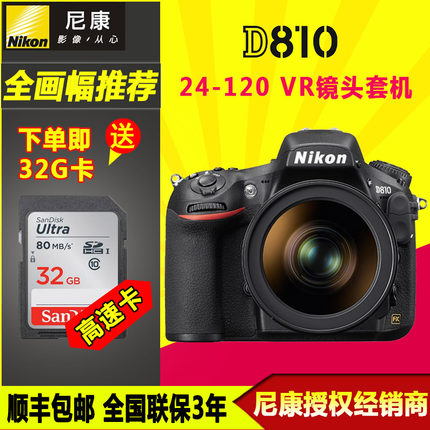 Nikon
尼康
影像/从心
D810
全画幅推荐
24-120 VR镜头套机
下单即送
32G卡
SanDisk
Ultra
80 MB/s
SDHC I
10
32 GB
SanD
高速卡
Nikon
D810
FX
顺丰包邮 全国联保3年
尼康授权经销商